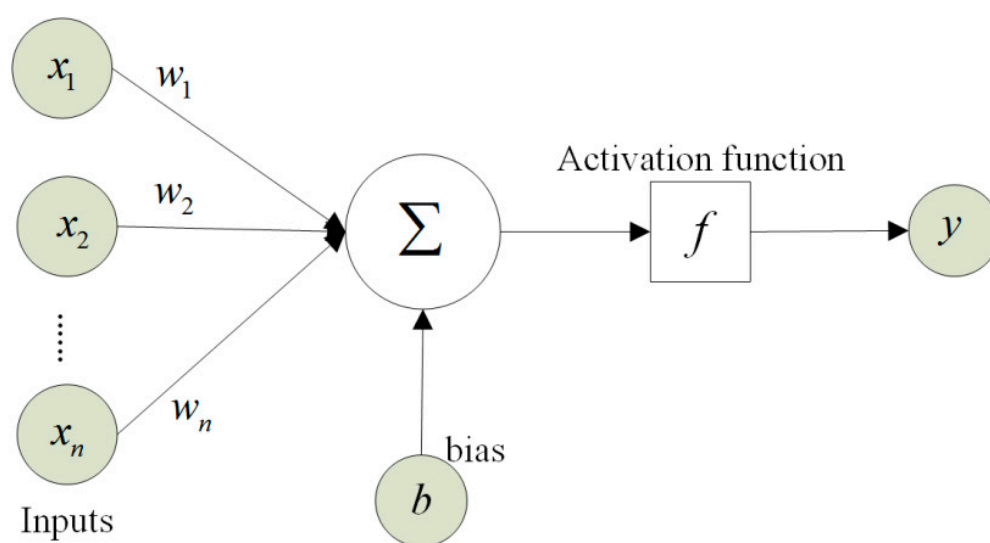 x₁
w₁
Activation function
x₂
w₂
∑
f
y
......
xₙ
wₙ
bias
b
Inputs